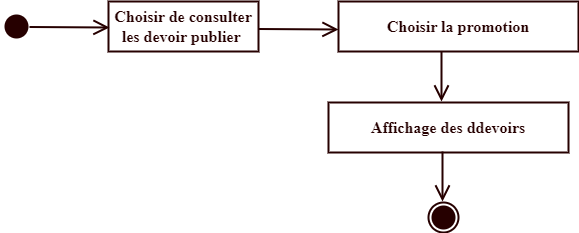 Choisir de consulter
les devoir publier
Choisir la promotion
Affichage des ddevoirs